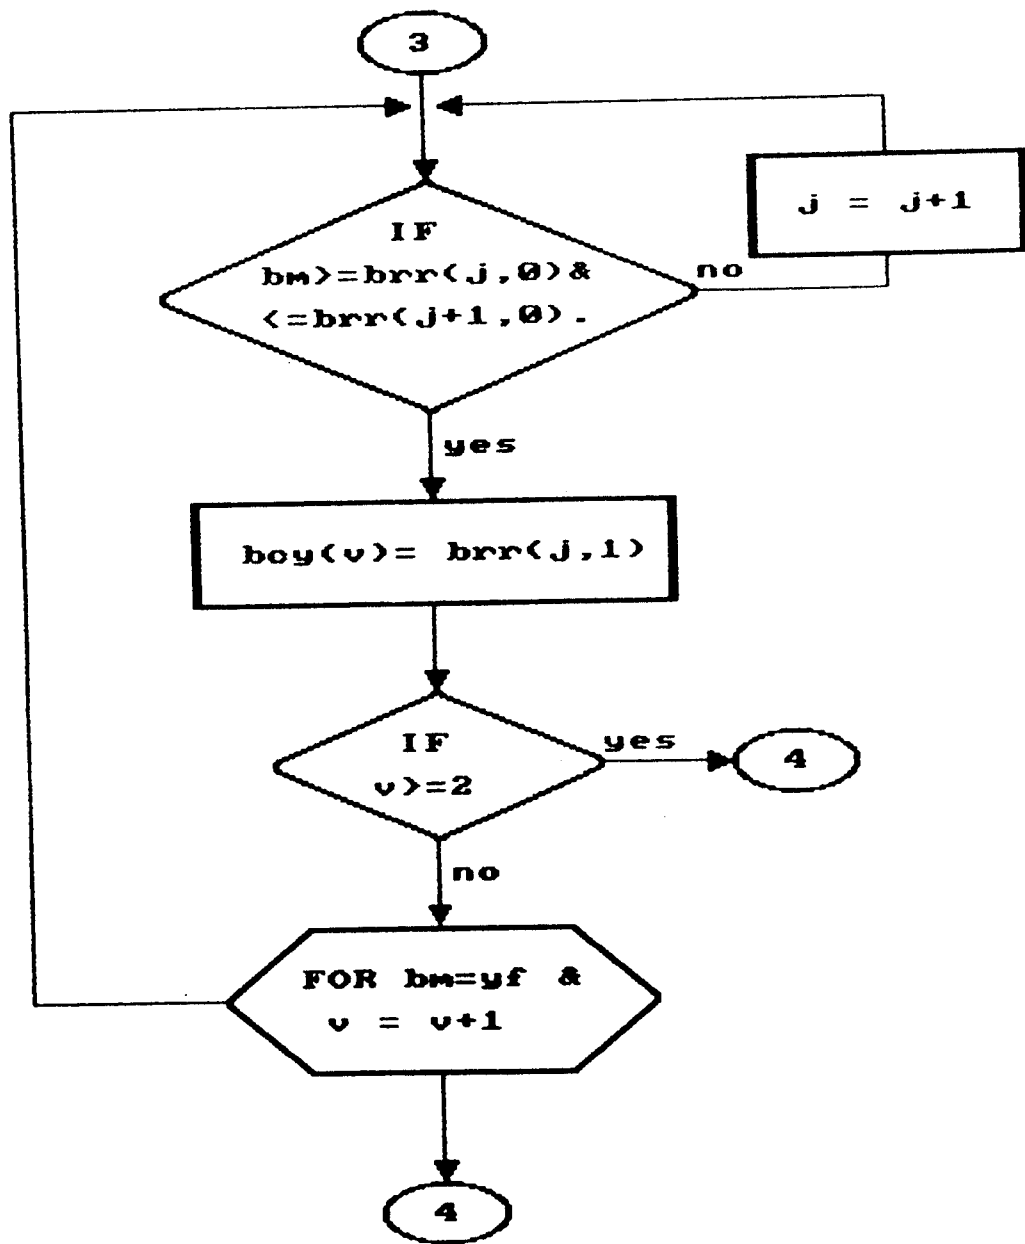 3
j = j+1
IF
bm>=brr(j,0)&
<=brr(j+1,0).
no
yes
bcy(v)= brr(j,1)
IF
v>=2
yes
4
no
FOR bm=yf &
v = v+1
4